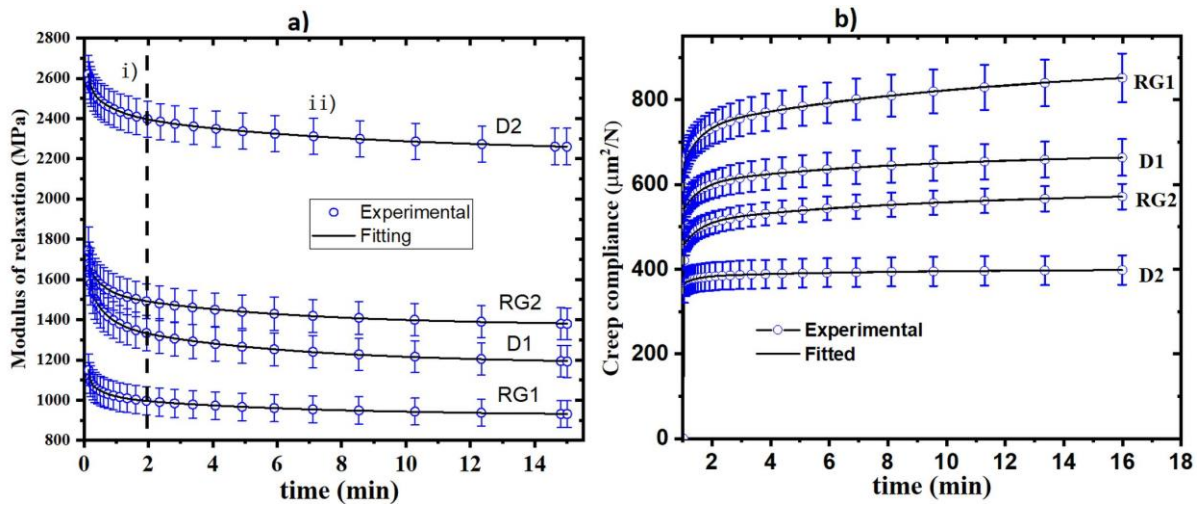 a)
2800
2600
2400
2200
2000
1800
1600
1400
1200
1000
800
Modulus of relaxation (MPa)
i)
ii)
D2
Experimental
Fitting
RG2
D1
RG1
0 2 4 6 8 10 12 14
time (min)
b)
800
600
400
200
0
Creep compliance (μm²/N)
RG1
D1
RG2
D2
Experimental
Fitted
2 4 6 8 10 12 14 16 18
time (min)